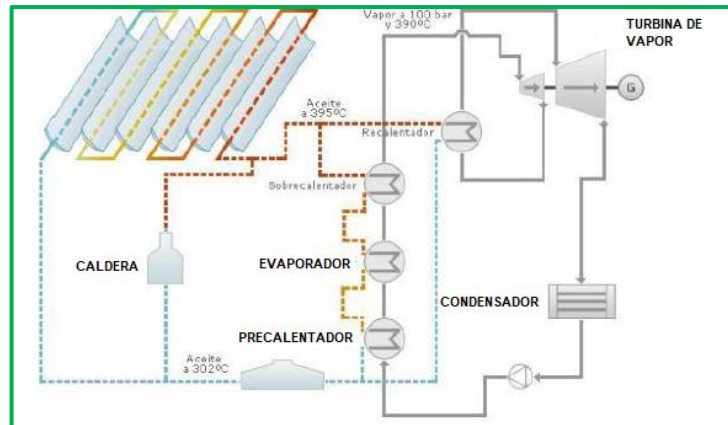 Vapor a 100 bar
y 390ºC
TURBINA DE
VAPOR
Aceite
a 395ºC
Recalentador
G
Sobrecalentador
CALDERA
EVAPORADOR
CONDENSADOR
PRECALENTADOR
Aceite
a 302ºC